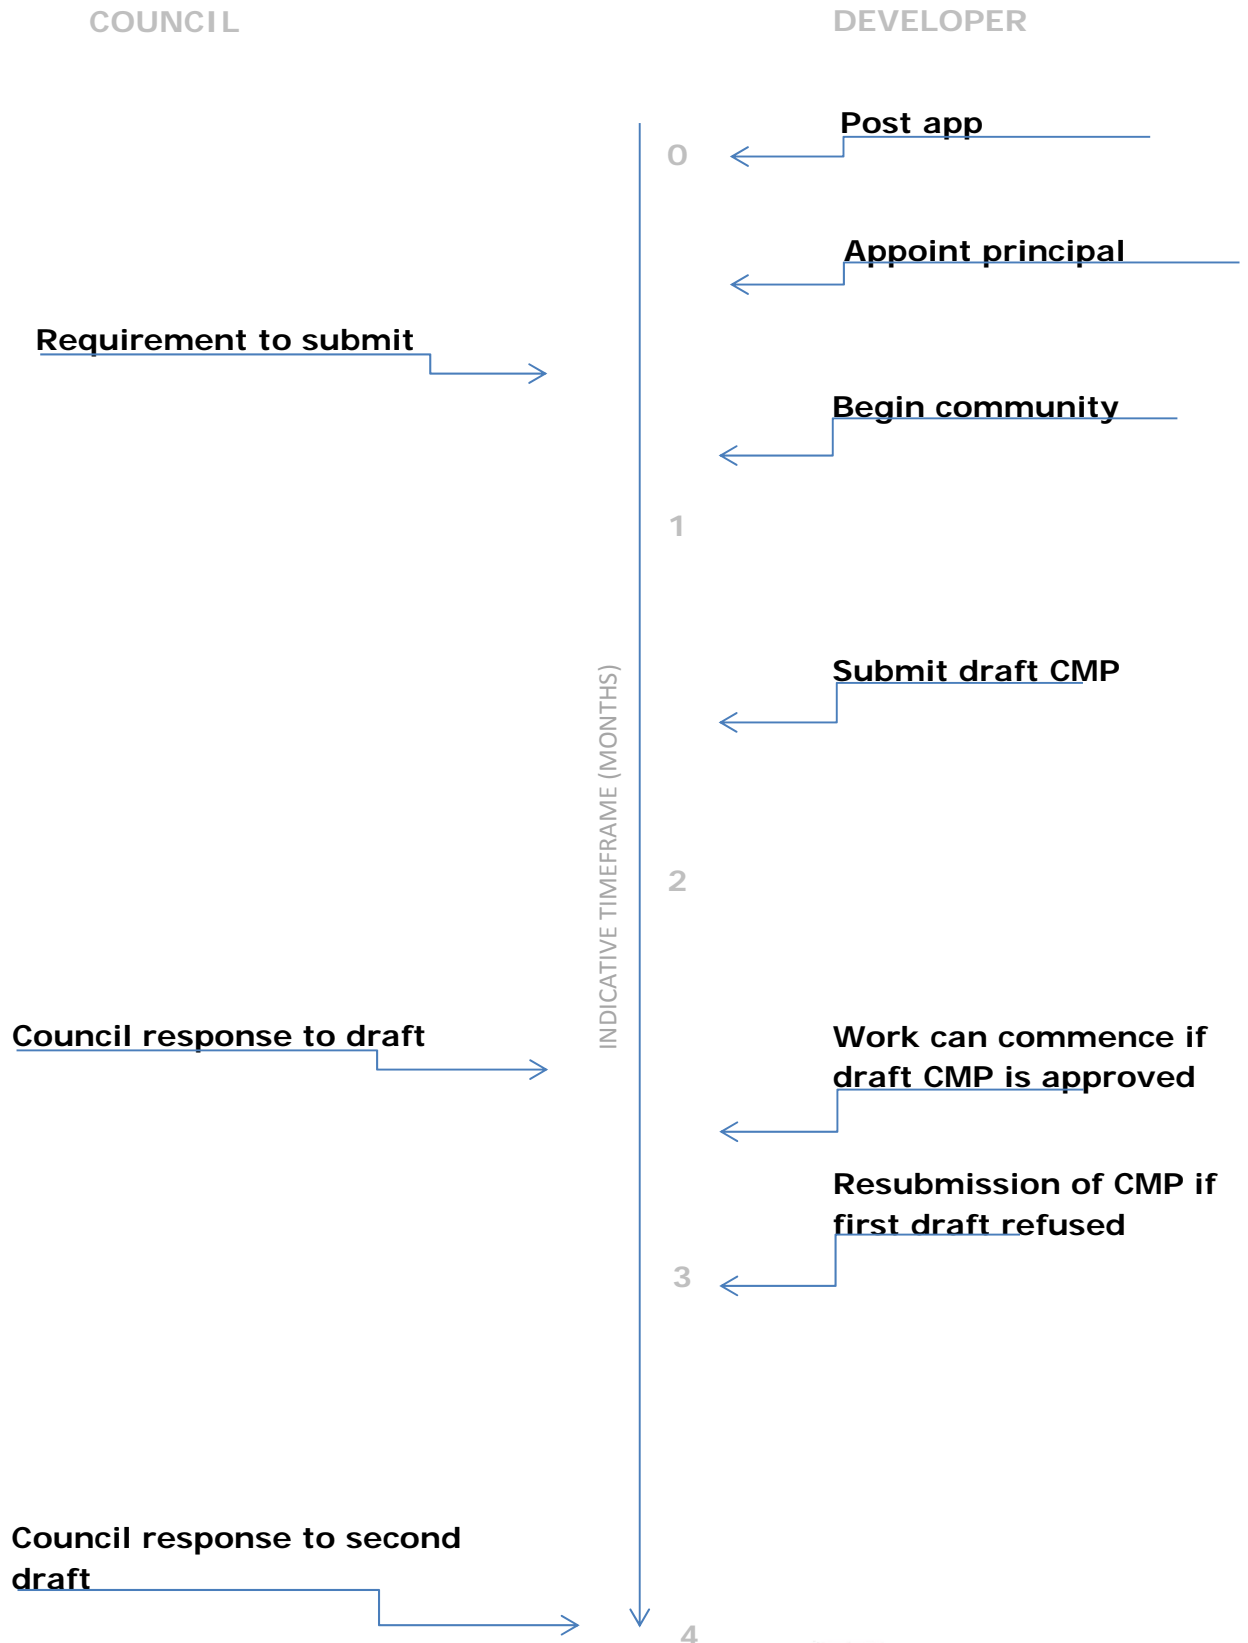 COUNCIL
DEVELOPER
Post app
0
Appoint principal
Requirement to submit
Begin community
1
Submit draft CMP
INDICATIVE TIMEFRAME (MONTHS)
2
Council response to draft
Work can commence if
draft CMP is approved
Resubmission of CMP if
first draft refused
3
Council response to second
draft
4